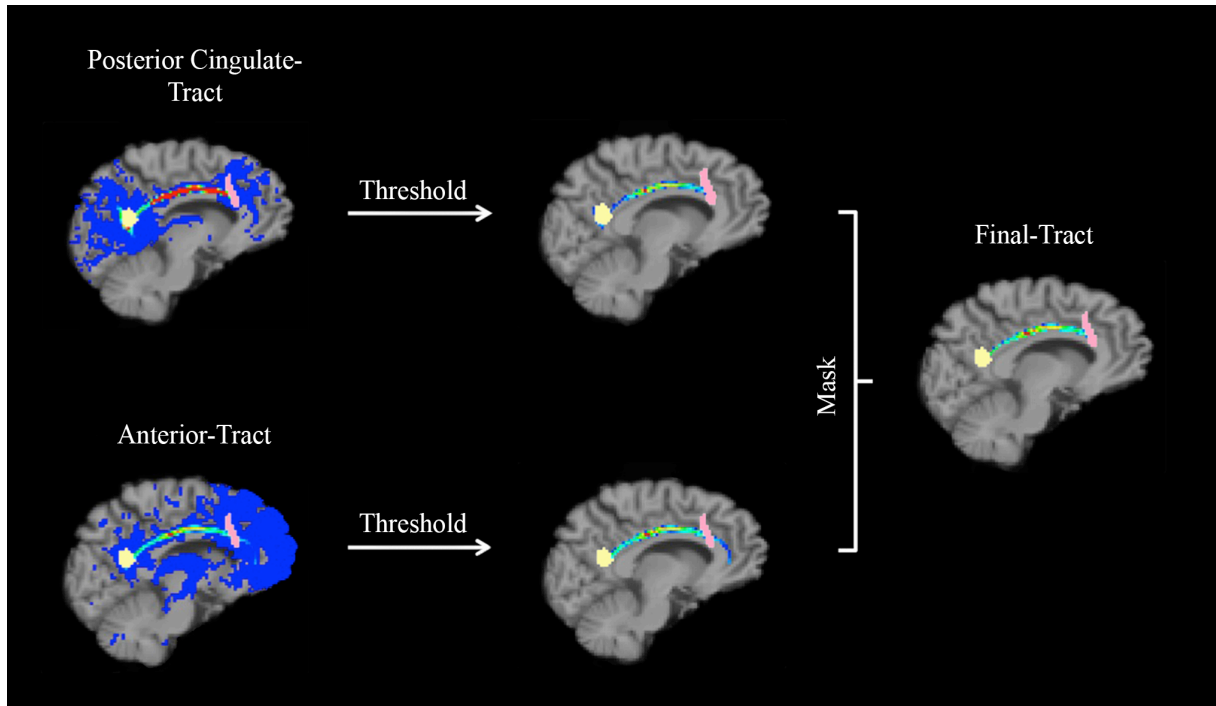 Posterior Cingulate-
Tract
Threshold
Final-Tract
Mask
Anterior-Tract
Threshold